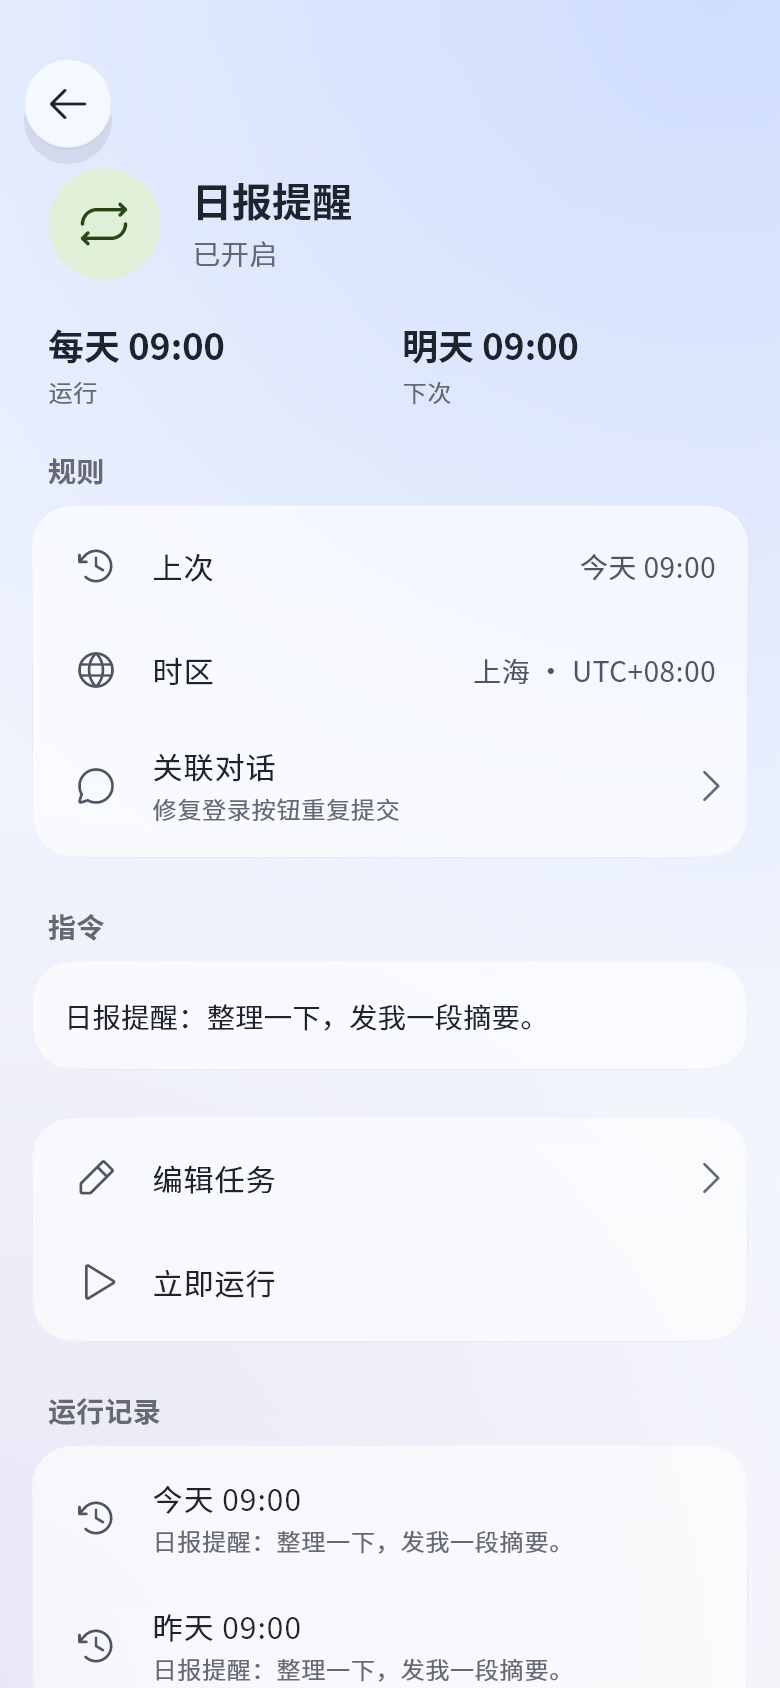 日报提醒
已开启
每天 09:00
明天 09:00
运行
下次
规则
上次
今天 09:00
时区
上海 · UTC+08:00
关联对话
修复登录按钮重复提交
指令
日报提醒：整理一下，发我一段摘要。
编辑任务
立即运行
运行记录
今天 09:00
日报提醒：整理一下，发我一段摘要。
昨天 09:00
日报提醒：整理一下，发我一段摘要。